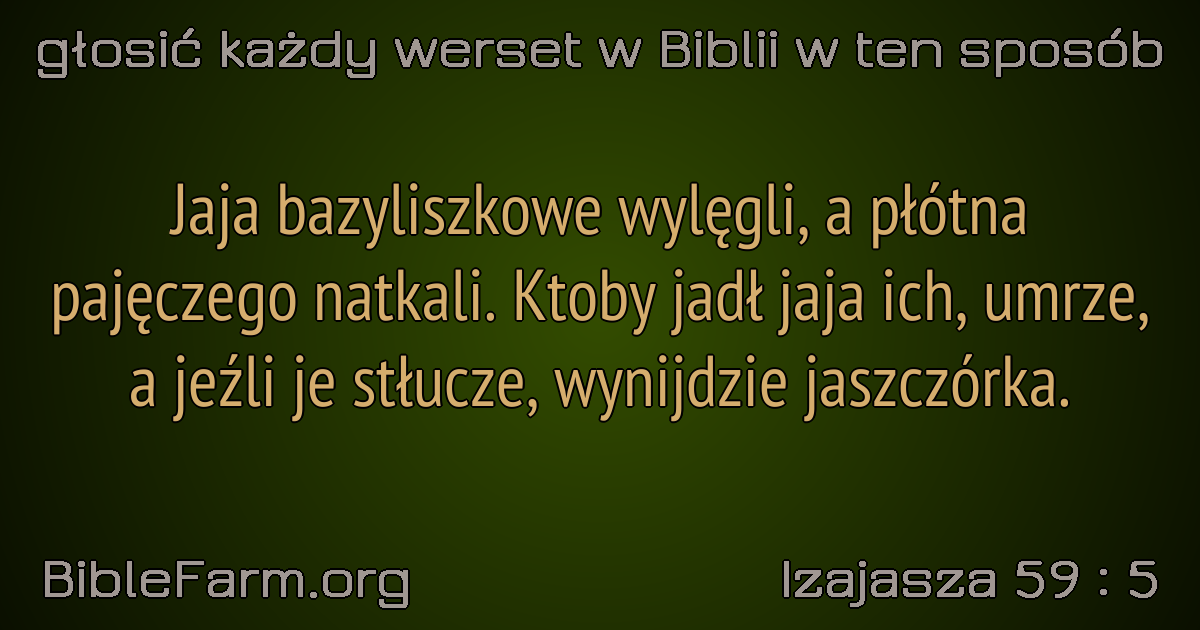 głosić każdy werset w Biblii w ten sposób
Jaja bazyliszkowe wylęgli, a płótna
pajęczego natkali. Ktoby jadł jaja ich, umrze,
a jeźli je stłucze, wynijdzie jaszczórka.
BibleFarm.org
Izajasza 59 : 5